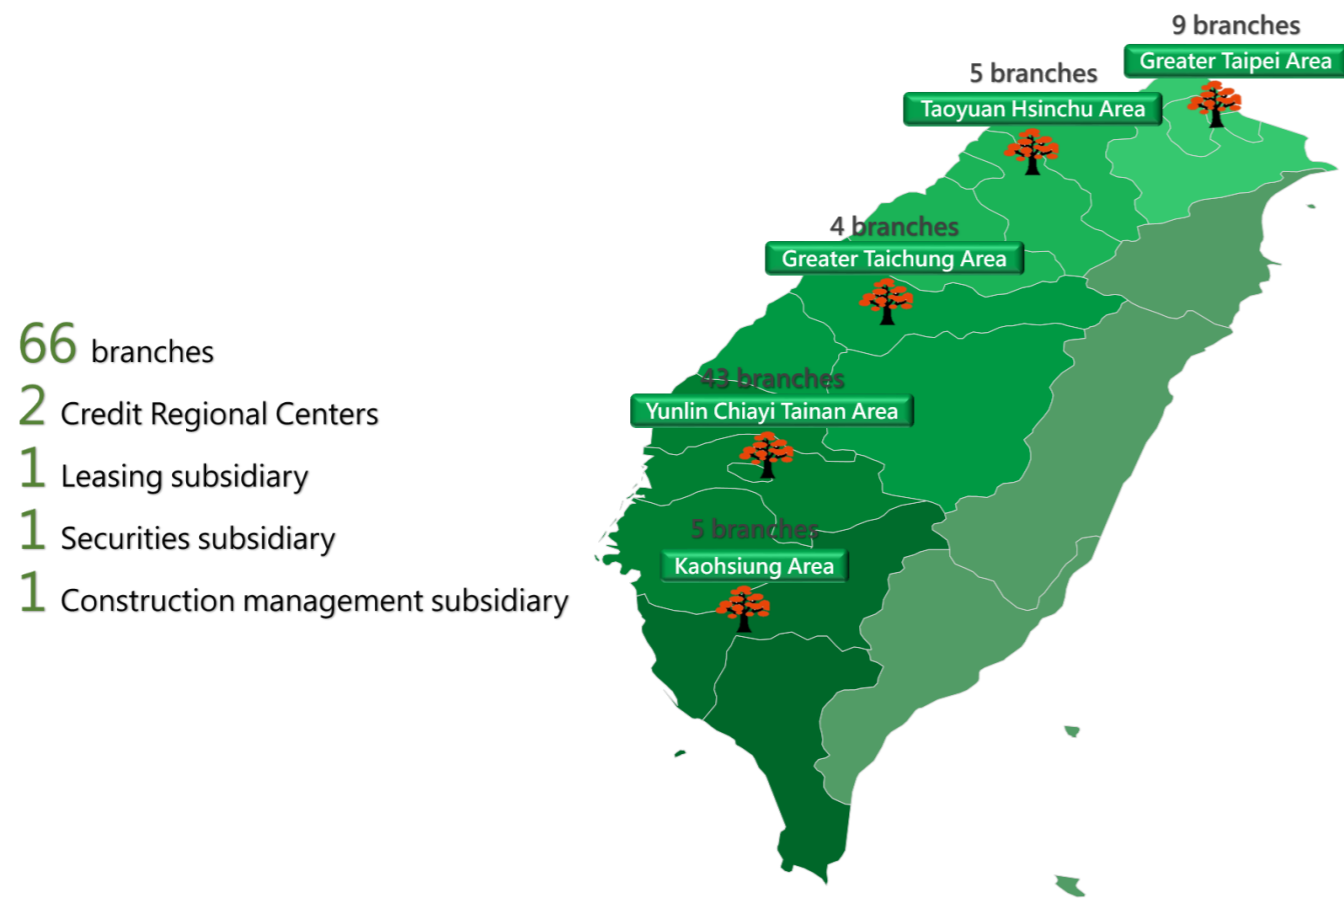 9 branches
Greater Taipei Area
5 branches
Taoyuan Hsinchu Area
4 branches
Greater Taichung Area
43 branches
Yunlin Chiayi Tainan Area
5 branches
Kaohsiung Area
66 branches
2 Credit Regional Centers
1 Leasing subsidiary
1 Securities subsidiary
1 Construction management subsidiary